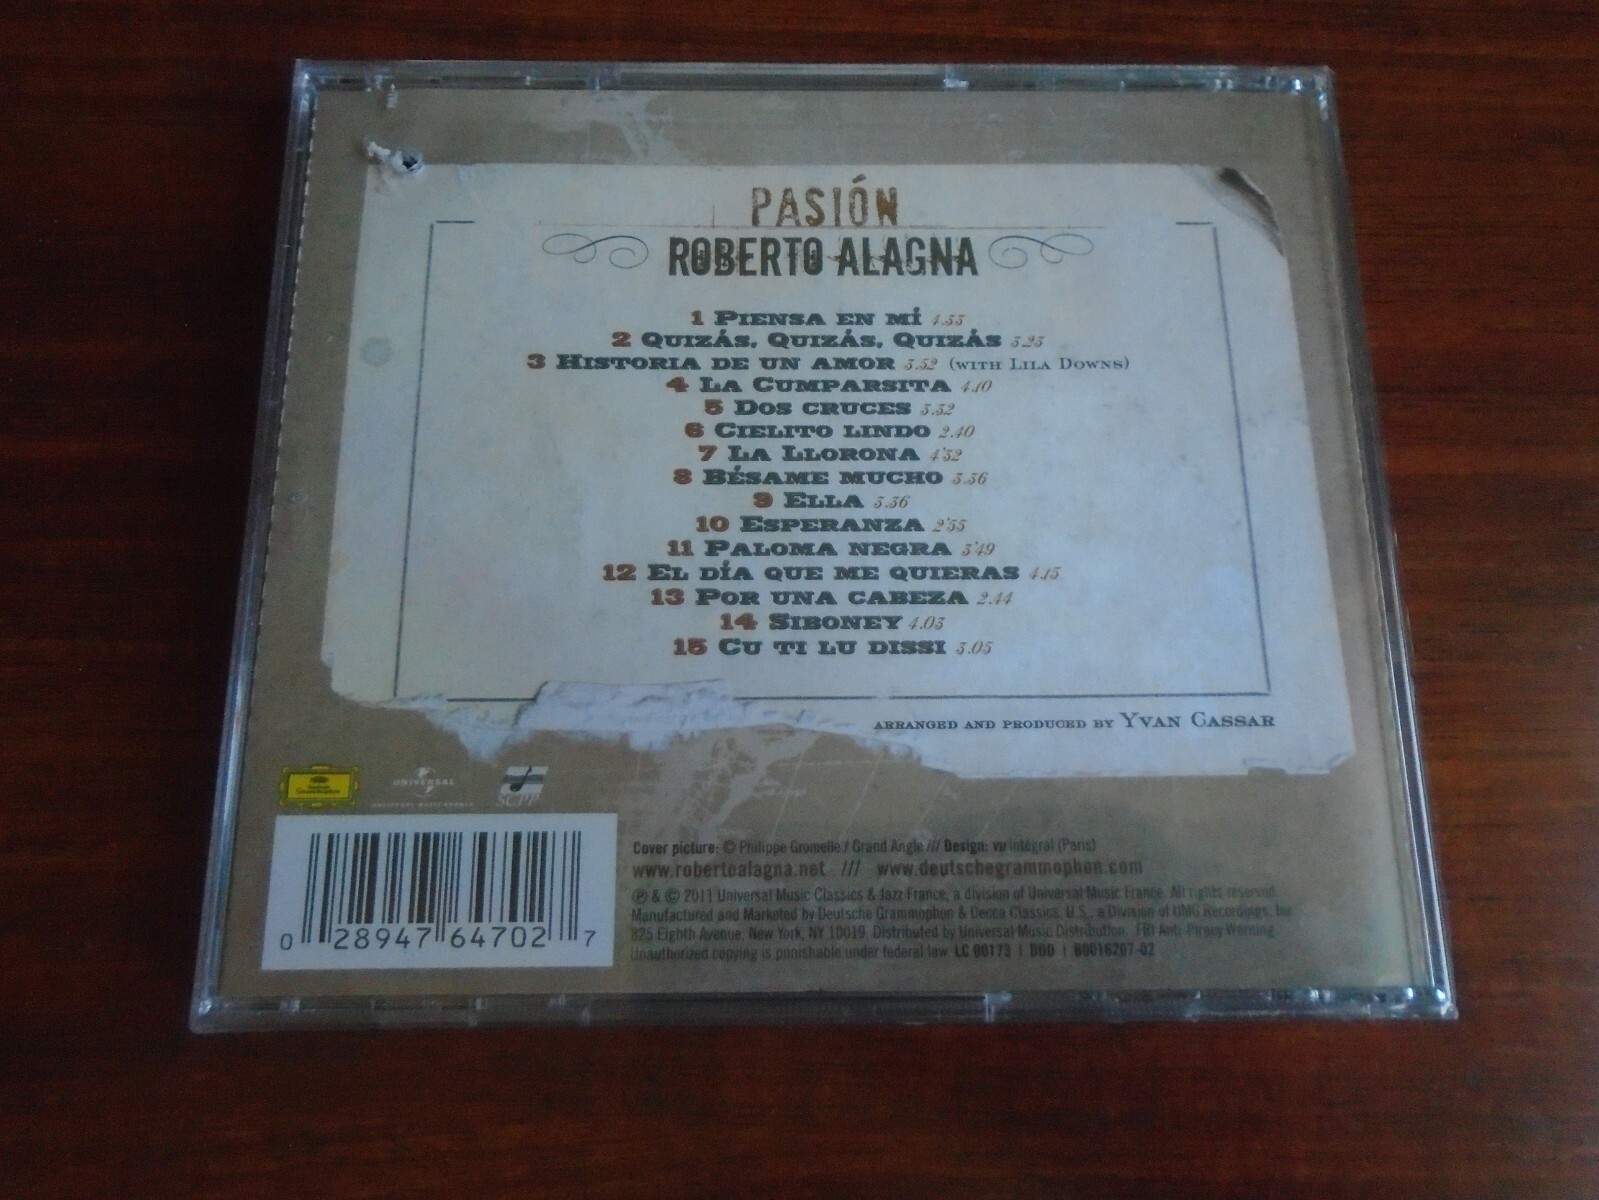 PASIÓN
ROBERTO ALAGNA
1 PIENSA EN MÍ 4.33
2 QUIZÁS, QUIZÁS, QUIZÁS 3.23
3 HISTORIA DE UN AMOR 3.52 (WITH LILA DOWNS)
4 LA CUMPARSITA 4.10
5 DOS CRUCES 3.32
6 CIELITO LINDO 2.40
7 LA LLORONA 4'32
8 BÉSAME MUCHO 3.36
9 ELLA 3.36
10 ESPERANZA 2'55
11 PALOMA NEGRA 3'49
12 EL DÍA QUE ME QUIERAS 4.15
13 POR UNA CABEZA 2.44
14 SIBONEY 4.03
15 CU TI LU DISSI 3.05
ARRANGED AND PRODUCED BY YVAN CASSAR
UNIVERSAL
SCPP
0 28947 64702 7
Cover picture: © Philippe Gromelle / Grand Angle /// Design: vu intégral (Paris)
www.robertoalagna.net /// www.deutschegrammophon.com
℗ & © 2011 Universal Music Classics & Jazz France, a division of Universal Music France. All rights reserved.
Manufactured and Marketed by Deutsche Grammophon & Decca Classics, U.S., a Division of UMG Recordings, Inc
825 Eighth Avenue, New York, NY 10019. Distributed by Universal Music Distribution. FBI Anti-Piracy Warning:
Unauthorized copying is punishable under federal law. LC 00173 | DDD | B0016207-02